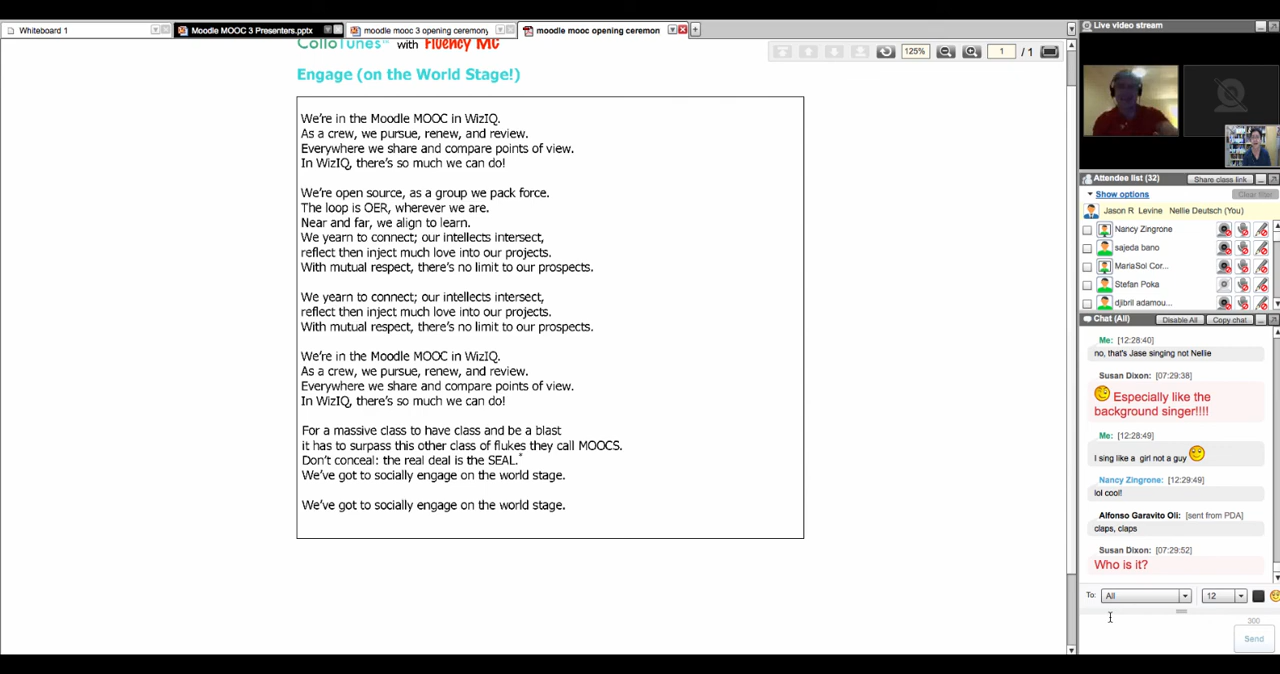 Whiteboard 1
Moodle MOOC 3 Presenters.pptx
moodle mooc 3 opening ceremony
moodle mooc opening ceremon
+
ColloTunes™ with Fluency MC
125%
1 / 1
Engage (on the World Stage!)
We're in the Moodle MOOC in WizIQ.
As a crew, we pursue, renew, and review.
Everywhere we share and compare points of view.
In WizIQ, there's so much we can do!
We're open source, as a group we pack force.
The loop is OER, wherever we are.
Near and far, we align to learn.
We yearn to connect; our intellects intersect,
reflect then inject much love into our projects.
With mutual respect, there's no limit to our prospects.
We yearn to connect; our intellects intersect,
reflect then inject much love into our projects.
With mutual respect, there's no limit to our prospects.
We're in the Moodle MOOC in WizIQ.
As a crew, we pursue, renew, and review.
Everywhere we share and compare points of view.
In WizIQ, there's so much we can do!
For a massive class to have class and be a blast
it has to surpass this other class of flukes they call MOOCS.
Don't conceal: the real deal is the SEAL.*
We've got to socially engage on the world stage.
We've got to socially engage on the world stage.
Live video stream
Attendee list (32)
Share class link
Show options
Clear filter
Jason R Levine Nellie Deutsch (You)
Nancy Zingrone
sajeda bano
MariaSol Cor...
Stefan Poka
djibril adamou...
Chat (All)
Disable All
Copy chat
Me: [12:28:40]
no, that's Jase singing not Nellie
Susan Dixon: [07:29:38]
Especially like the
background singer!!!!
Me: [12:28:49]
I sing like a girl not a guy
Nancy Zingrone: [12:29:49]
lol cool!
Alfonso Garavito Oli: [sent from PDA]
claps, claps
Susan Dixon: [07:29:52]
Who is it?
To: All
12
300
Send